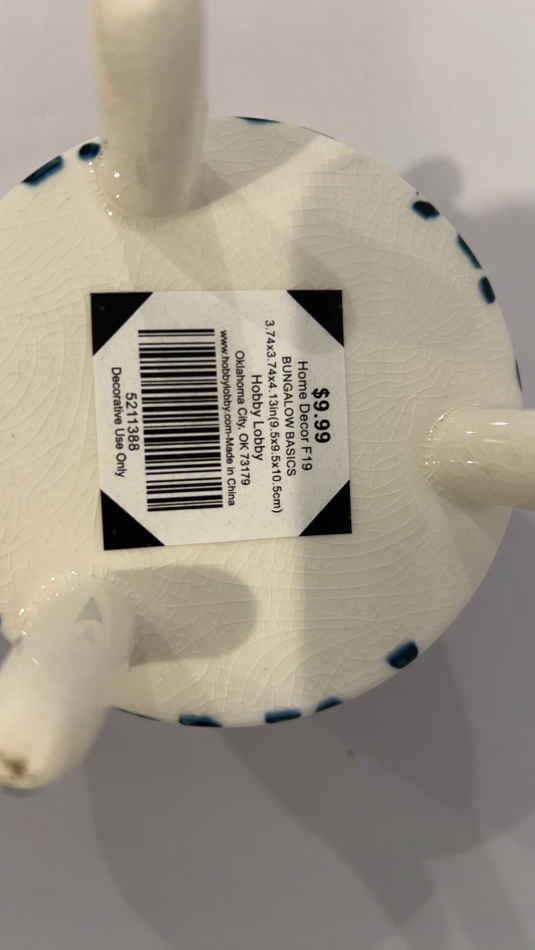 $9.99
Home Decor F19
BUNGALOW BASICS
3.74x3.74x4.13in(9.5x9.5x10.5cm)
Hobby Lobby
Oklahoma City, OK 73179
www.hobbylobby.com-Made in China
5211388
Decorative Use Only